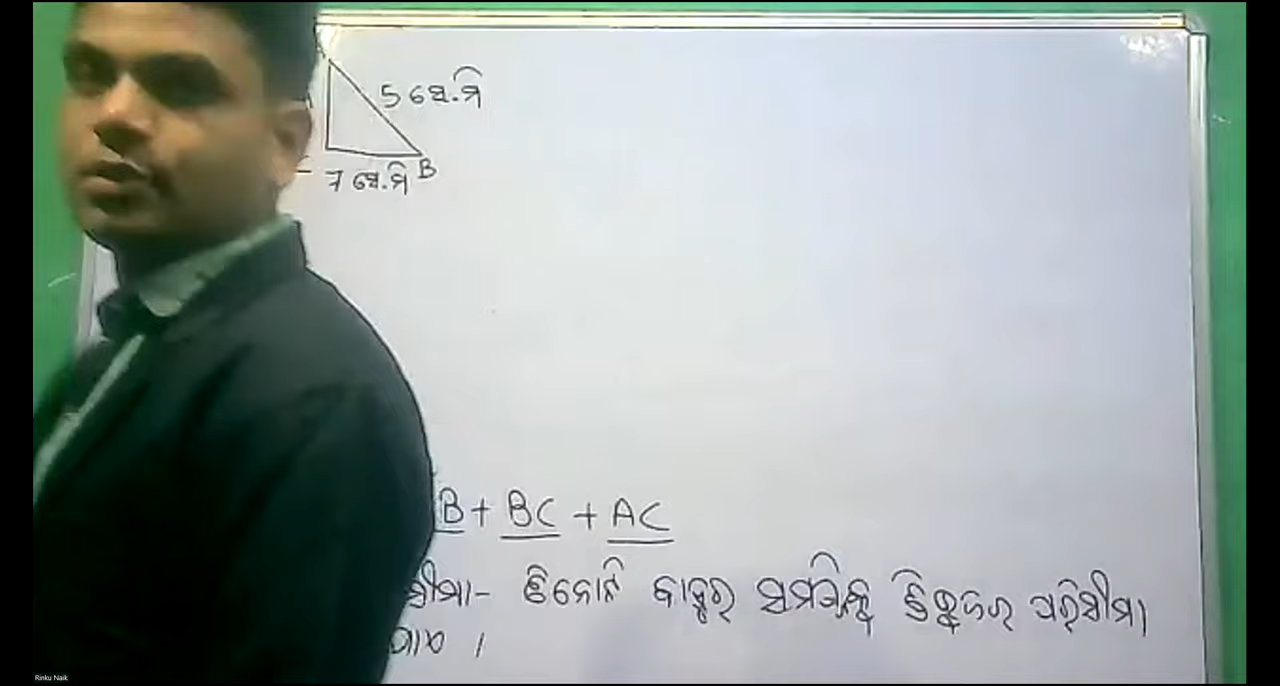 5 ସେ.ମି
B
7 ସେ.ମି
B + BC + AC
ସୀମା- ତିନୋଟି ବାହୁର ସମଷ୍ଟିକୁ ତ୍ରିଭୁଜର ପରିସୀମା
।
Rinku Naik